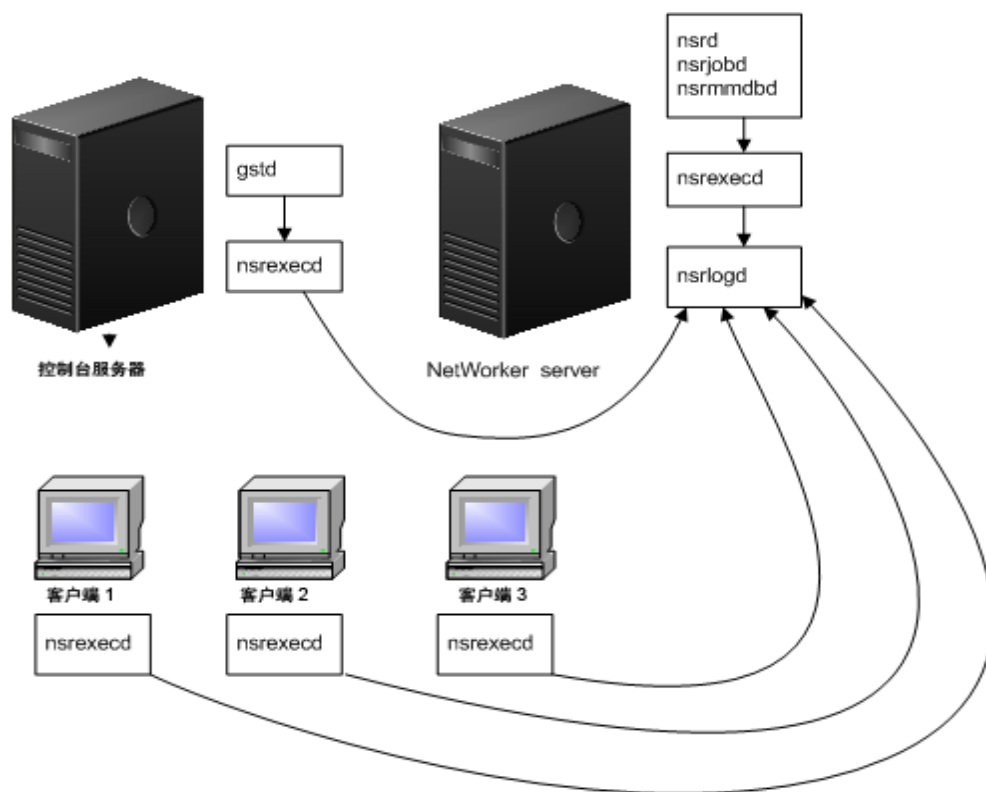 nsrd
nsrjobd
nsrmmdbd
gstd
nsrexecd
nsrexecd
nsrlogd
控制台服务器
NetWorker server
客户端 1
客户端 2
客户端 3
nsrexecd
nsrexecd
nsrexecd